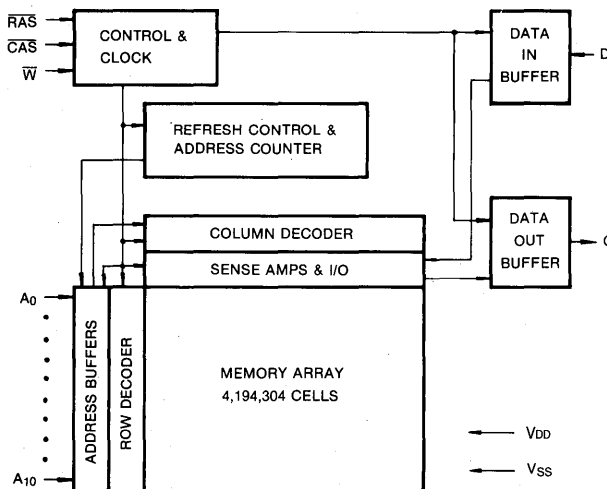 RAS
CAS
W
CONTROL &
CLOCK
DATA
IN
BUFFER
D
REFRESH CONTROL &
ADDRESS COUNTER
COLUMN DECODER
SENSE AMPS & I/O
DATA
OUT
BUFFER
A0
A10
ADDRESS BUFFERS
ROW DECODER
MEMORY ARRAY
4,194,304 CELLS
VDD
VSS